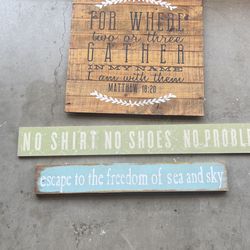 FOR WHERE
two or three
GATHER
IN MY NAME
I am with them
MATTHEW 18:20
NO SHIRT NO SHOES, NO PROBLEM
escape to the freedom of sea and sky